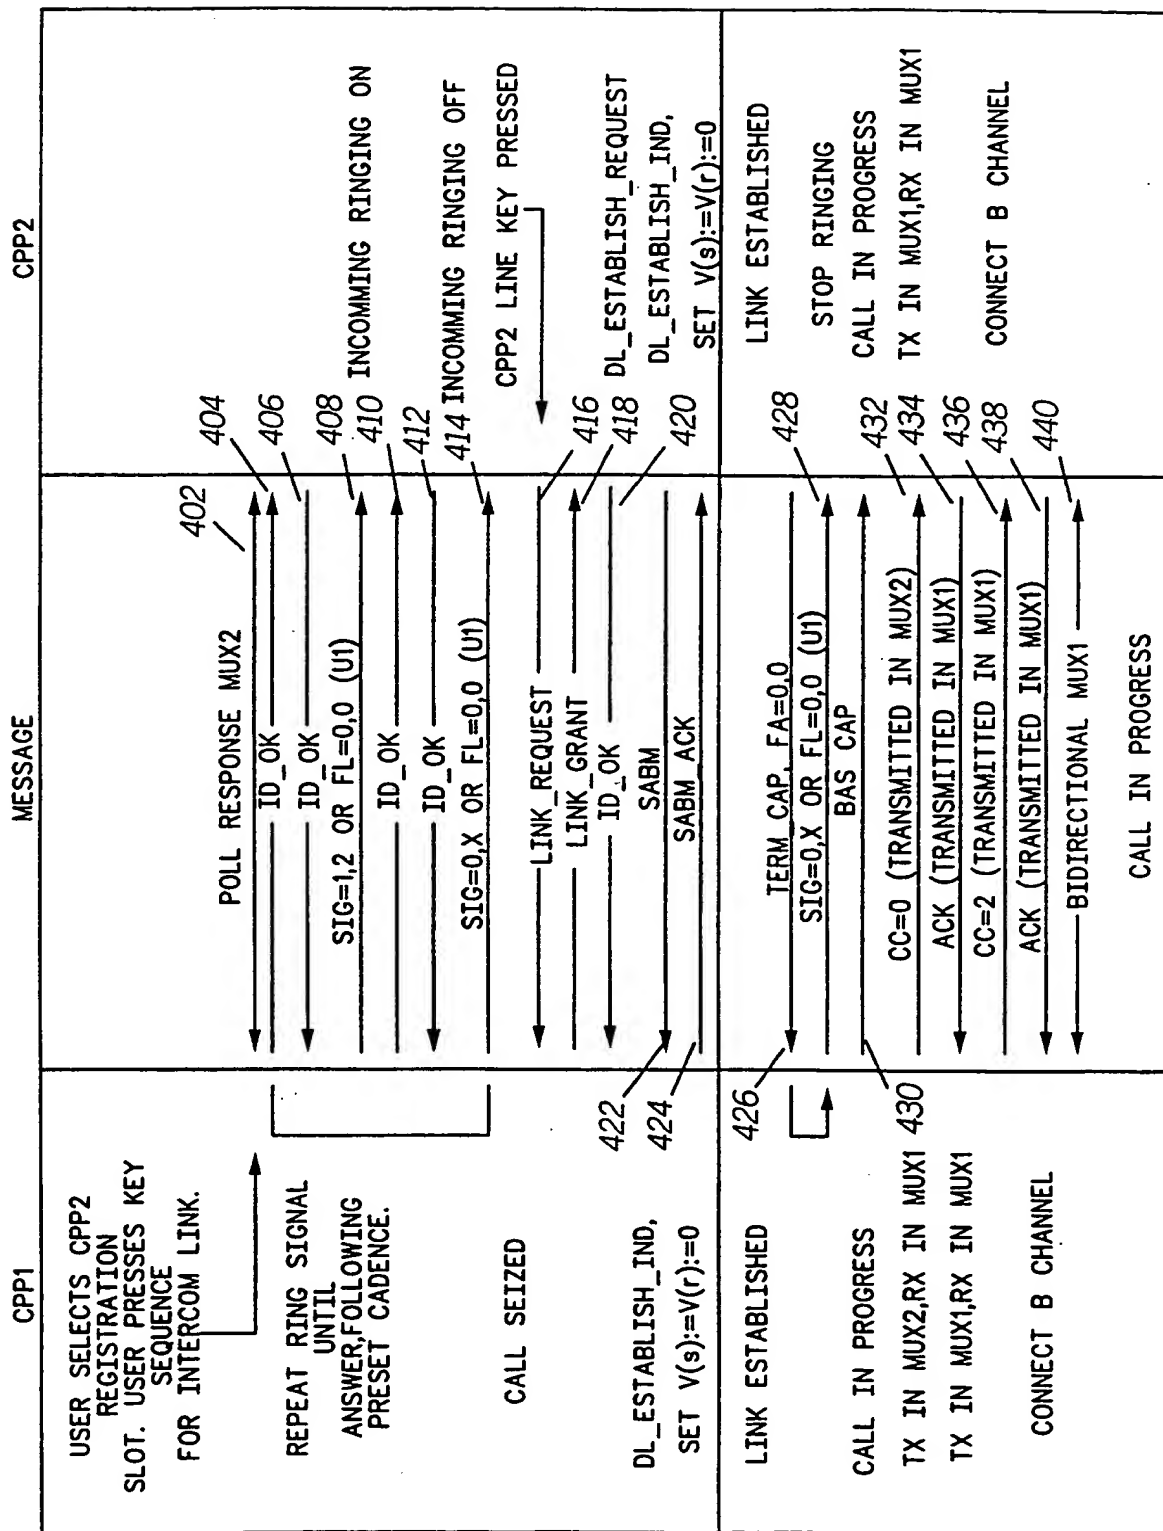 CPP1
MESSAGE
CPP2
USER SELECTS CPP2
REGISTRATION
SLOT. USER PRESSES KEY
SEQUENCE
FOR INTERCOM LINK.
REPEAT RING SIGNAL
UNTIL
ANSWER,FOLLOWING
PRESET CADENCE.
CALL SEIZED
DL_ESTABLISH_IND,
SET V(s):=V(r):=0
POLL RESPONSE MUX2
402
ID_OK
404
ID_OK
406
SIG=1,2 OR FL=0,0 (U1)
408
INCOMMING RINGING ON
ID_OK
410
ID_OK
412
SIG=0,X OR FL=0,0 (U1)
414
INCOMMING RINGING OFF
CPP2 LINE KEY PRESSED
LINK_REQUEST
416
LINK_GRANT
418
DL_ESTABLISH_REQUEST
ID_OK
420
DL_ESTABLISH_IND,
SET V(s):=V(r):=0
SABM
422
SABM_ACK
424
LINK ESTABLISHED
CALL IN PROGRESS
TX IN MUX2,RX IN MUX1
TX IN MUX1,RX IN MUX1
CONNECT B CHANNEL
426
TERM_CAP, FA=0,0
428
SIG=0,X OR FL=0,0 (U1)
BAS CAP
430
CC=0 (TRANSMITTED IN MUX2)
432
ACK (TRANSMITTED IN MUX1)
434
CC=2 (TRANSMITTED IN MUX1)
436
ACK (TRANSMITTED IN MUX1)
438
BIDIRECTIONAL MUX1
440
CALL IN PROGRESS
LINK ESTABLISHED
STOP RINGING
CALL IN PROGRESS
TX IN MUX1,RX IN MUX1
CONNECT B CHANNEL